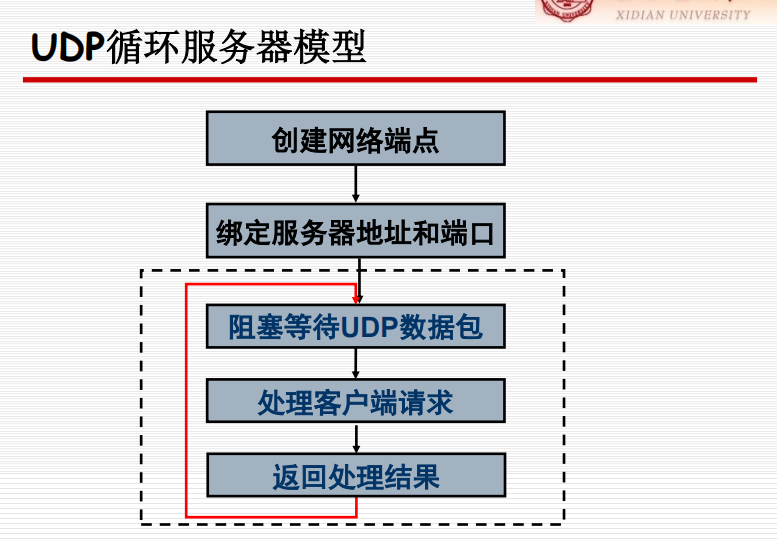 XIDIAN UNIVERSITY
UDP循环服务器模型
创建网络端点
绑定服务器地址和端口
阻塞等待UDP数据包
处理客户端请求
返回处理结果